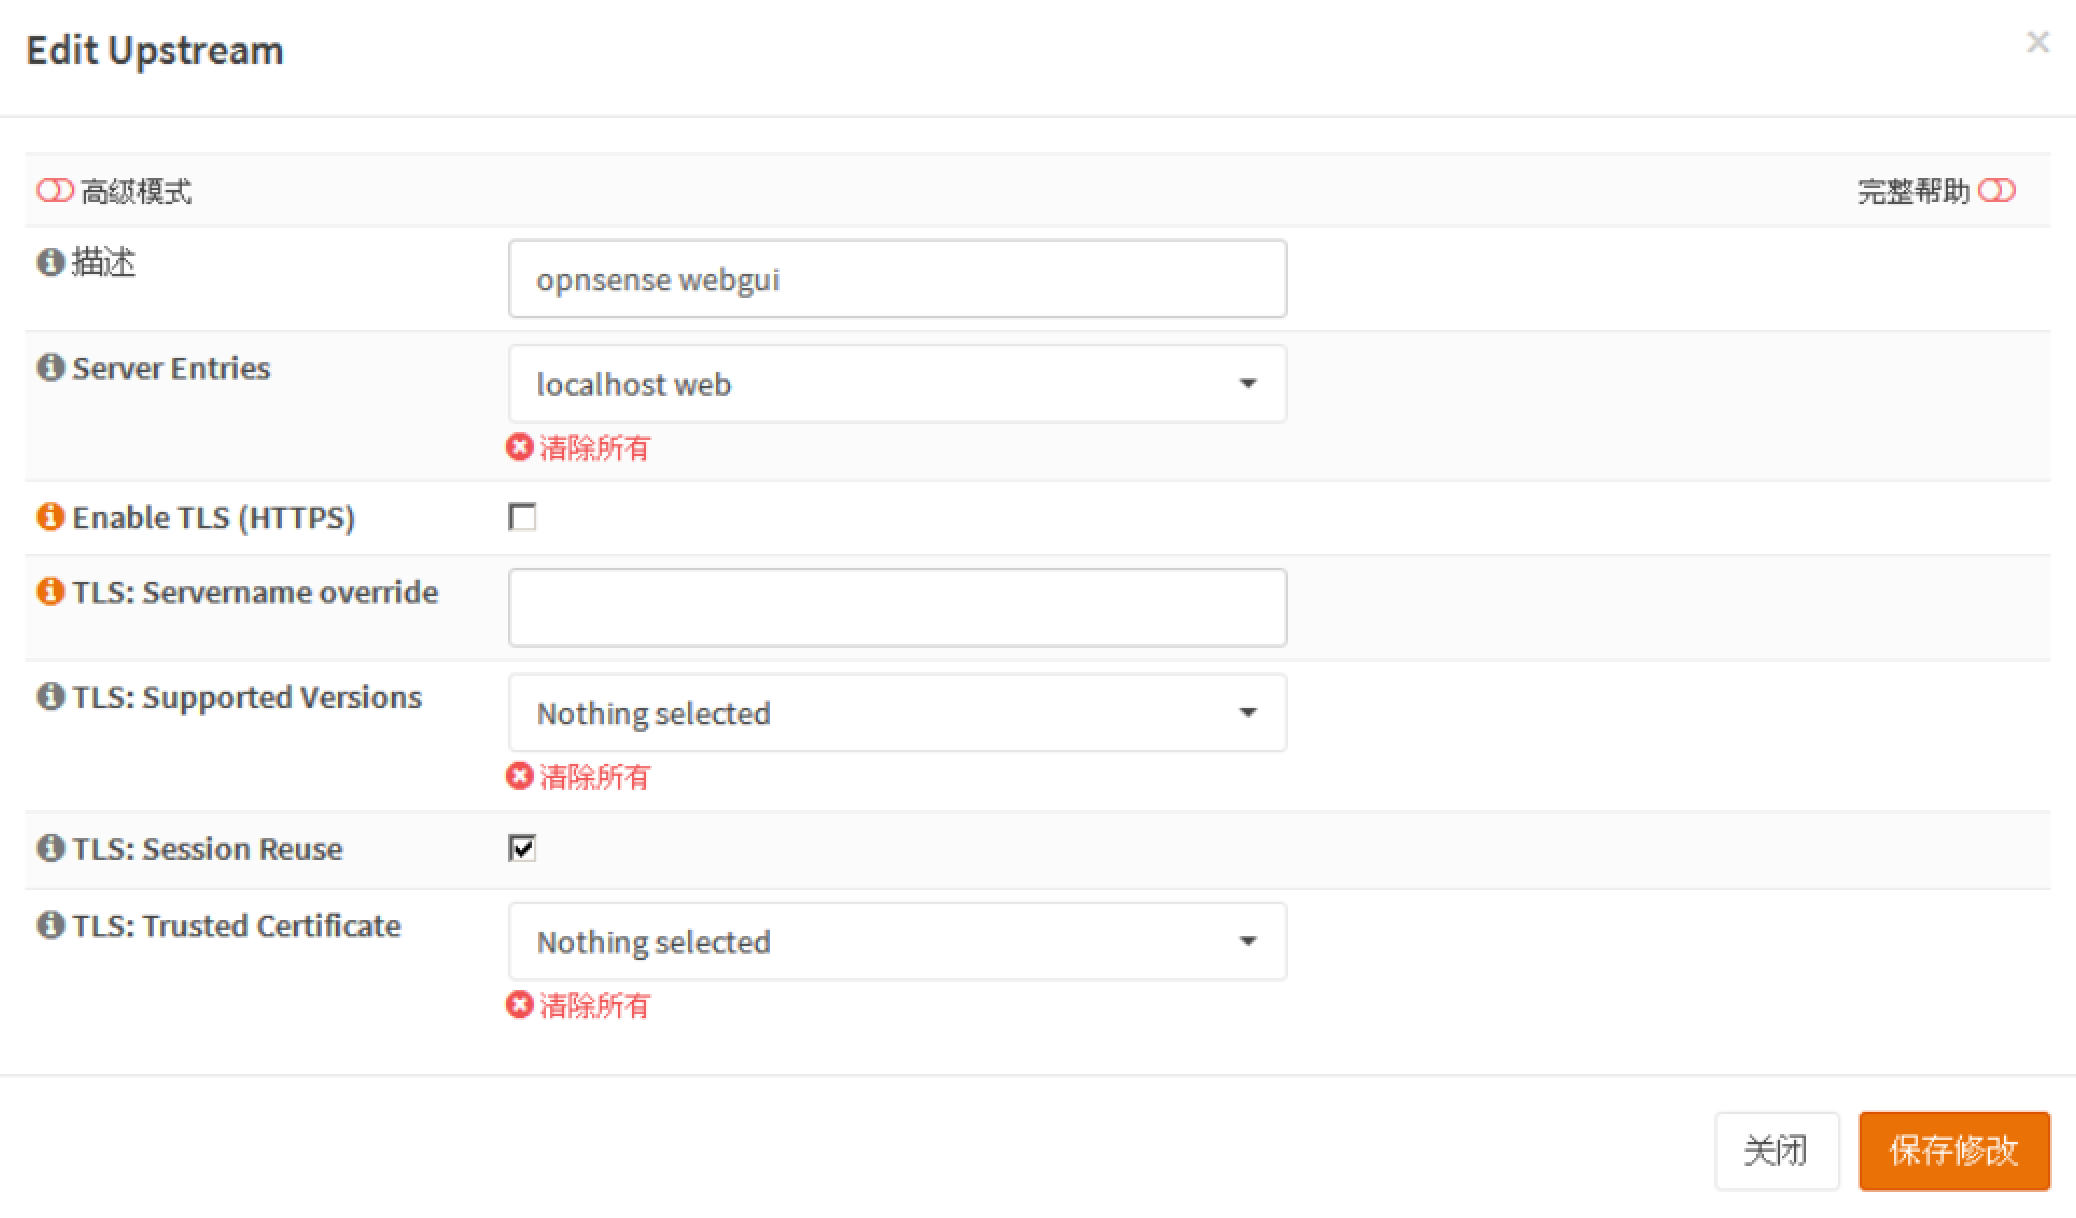 Edit Upstream
×
高级模式
完整帮助
描述
opnsense webgui
Server Entries
localhost web
清除所有
Enable TLS (HTTPS)
TLS: Servername override
TLS: Supported Versions
Nothing selected
清除所有
TLS: Session Reuse
TLS: Trusted Certificate
Nothing selected
清除所有
关闭
保存修改